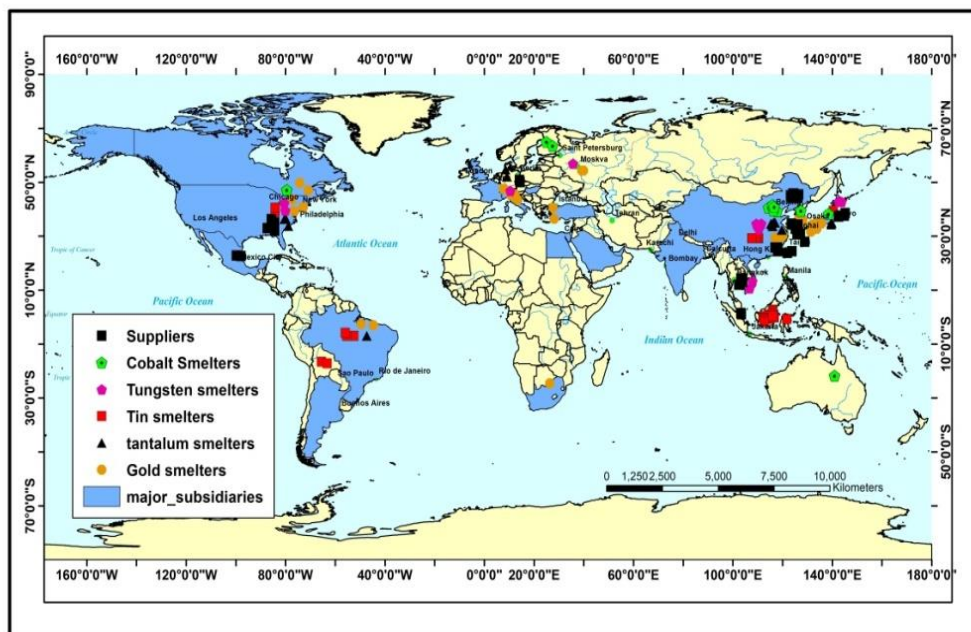 160°0'0"W 120°0'0"W 80°0'0"W 40°0'0"W 0°0'0"E 20°0'0"E 60°0'0"E 100°0'0"E 140°0'0"E
90°0'0"N
70°0'0"N
50°0'0"N
30°0'0"N
10°0'0"N
10°0'0"S
30°0'0"S
50°0'0"S
70°0'0"S
Saint Petersburg
Moskva
Chicago
New York
Istanbul
Osaka
Los Angeles
Philadelphia
Tehran
Tropic of Cancer
Atlantic Ocean
Delhi
Karachi
Hong K
Mexico City
Bombay
Manila
Pacific Ocean
Pacific Ocean
Indian Ocean
Sao Paulo
Rio de Janeiro
Buenos Aires
Suppliers
Cobalt Smelters
Tungsten smelters
Tin smelters
tantalum smelters
Gold smelters
major_subsidiaries
0 1,250 2,500 5,000 7,500 10,000
Kilometers
160°0'0"W 120°0'0"W 80°0'0"W 40°0'0"W 0°0'0"E 20°0'0"E 60°0'0"E 100°0'0"E 140°0'0"E 180°0'0"